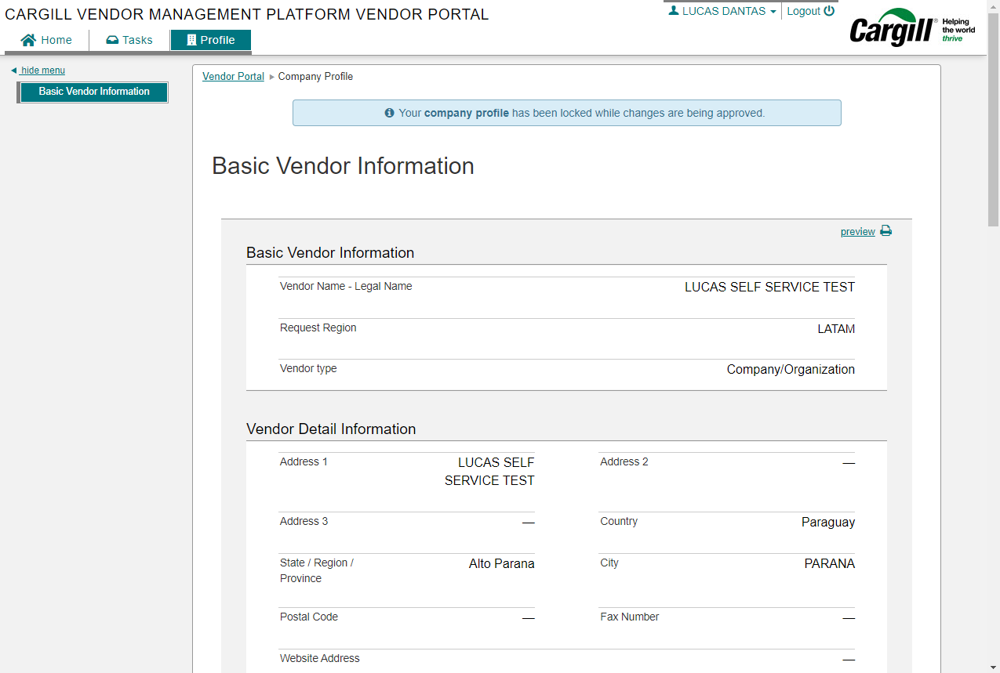 CARGILL VENDOR MANAGEMENT PLATFORM VENDOR PORTAL
LUCAS DANTAS
Logout
Cargill®
Helping
the world
thrive
Home
Tasks
Profile
hide menu
Basic Vendor Information
Vendor Portal
Company Profile
Your company profile has been locked while changes are being approved.
Basic Vendor Information
preview
Basic Vendor Information
Vendor Name - Legal Name
LUCAS SELF SERVICE TEST
Request Region
LATAM
Vendor type
Company/Organization
Vendor Detail Information
Address 1
LUCAS SELF
SERVICE TEST
Address 2
—
Address 3
—
Country
Paraguay
State / Region /
Province
Alto Parana
City
PARANA
Postal Code
—
Fax Number
—
Website Address
—